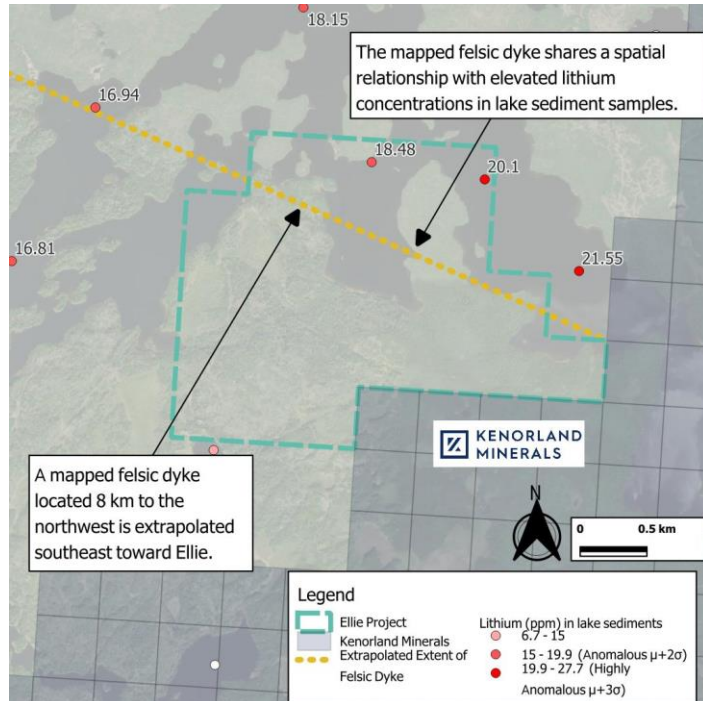 18.15
The mapped felsic dyke shares a spatial
relationship with elevated lithium
concentrations in lake sediment samples.
16.94
18.48
20.1
16.81
21.55
KENORLAND
MINERALS
A mapped felsic dyke
located 8 km to the
northwest is extrapolated
southeast toward Ellie.
N
0 0.5 km
Legend
Ellie Project
Kenorland Minerals
Extrapolated Extent of
Felsic Dyke
Lithium (ppm) in lake sediments
6.7 - 15
15 - 19.9 (Anomalous μ+2σ)
19.9 - 27.7 (Highly
Anomalous μ+3σ)